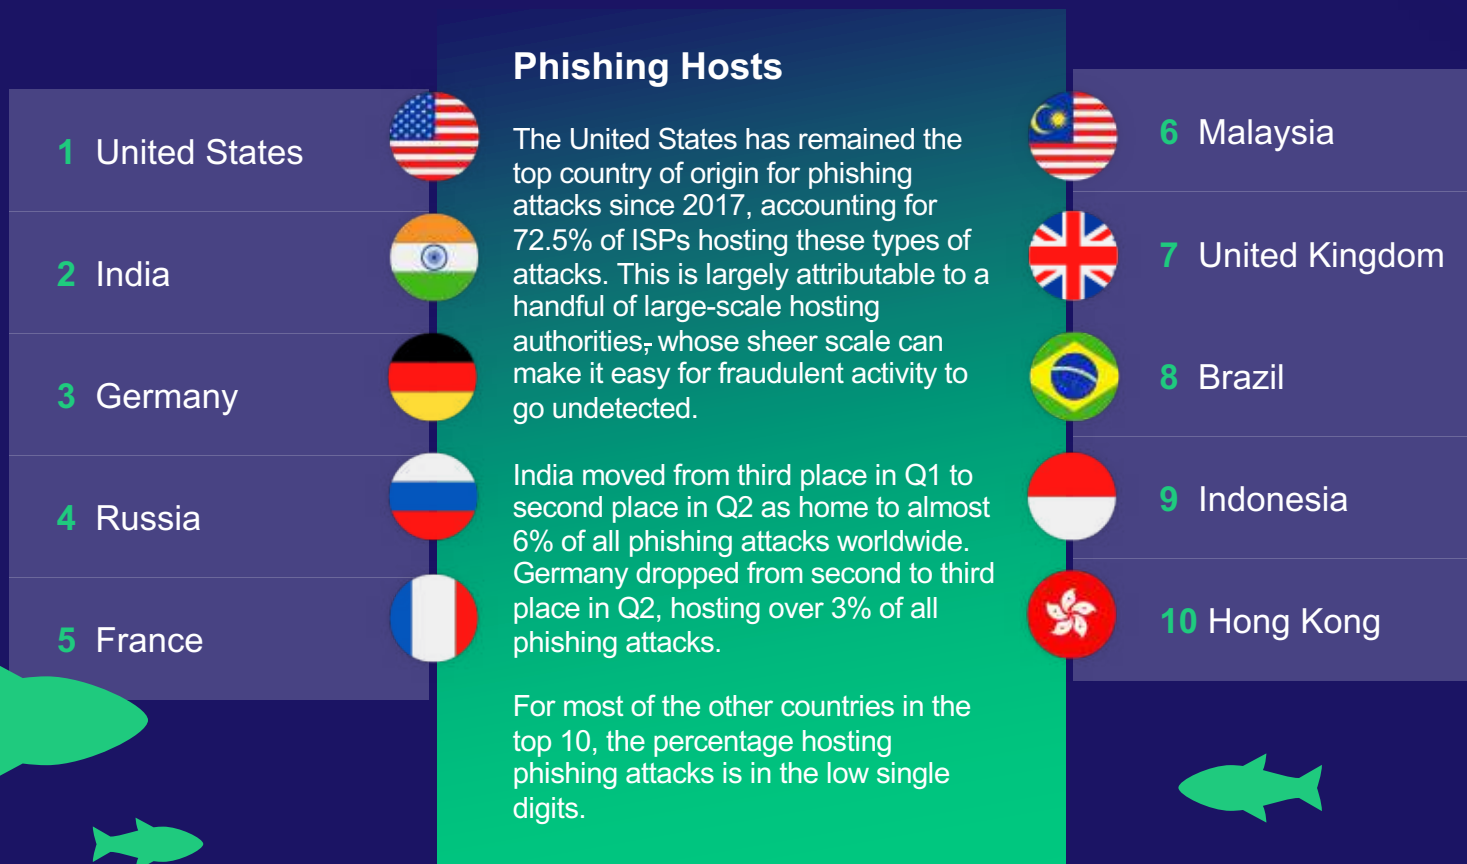 1 United States
2 India
3 Germany
4 Russia
5 France
Phishing Hosts
The United States has remained the
top country of origin for phishing
attacks since 2017, accounting for
72.5% of ISPs hosting these types of
attacks. This is largely attributable to a
handful of large-scale hosting
authorities, whose sheer scale can
make it easy for fraudulent activity to
go undetected.
India moved from third place in Q1 to
second place in Q2 as home to almost
6% of all phishing attacks worldwide.
Germany dropped from second to third
place in Q2, hosting over 3% of all
phishing attacks.
For most of the other countries in the
top 10, the percentage hosting
phishing attacks is in the low single
digits.
6 Malaysia
7 United Kingdom
8 Brazil
9 Indonesia
10 Hong Kong